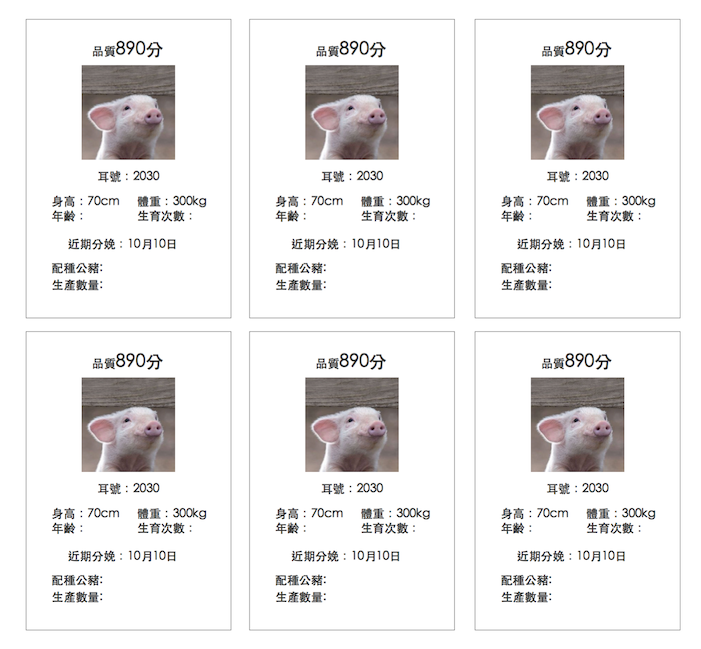 品質890分
耳號：2030
身高：70cm 體重：300kg
年齡： 生育次數：
近期分娩：10月10日
配種公豬:
生產數量:
品質890分
耳號：2030
身高：70cm 體重：300kg
年齡： 生育次數：
近期分娩：10月10日
配種公豬:
生產數量:
品質890分
耳號：2030
身高：70cm 體重：300kg
年齡： 生育次數：
近期分娩：10月10日
配種公豬:
生產數量:
品質890分
耳號：2030
身高：70cm 體重：300kg
年齡： 生育次數：
近期分娩：10月10日
配種公豬:
生產數量:
品質890分
耳號：2030
身高：70cm 體重：300kg
年齡： 生育次數：
近期分娩：10月10日
配種公豬:
生產數量:
品質890分
耳號：2030
身高：70cm 體重：300kg
年齡： 生育次數：
近期分娩：10月10日
配種公豬:
生產數量: